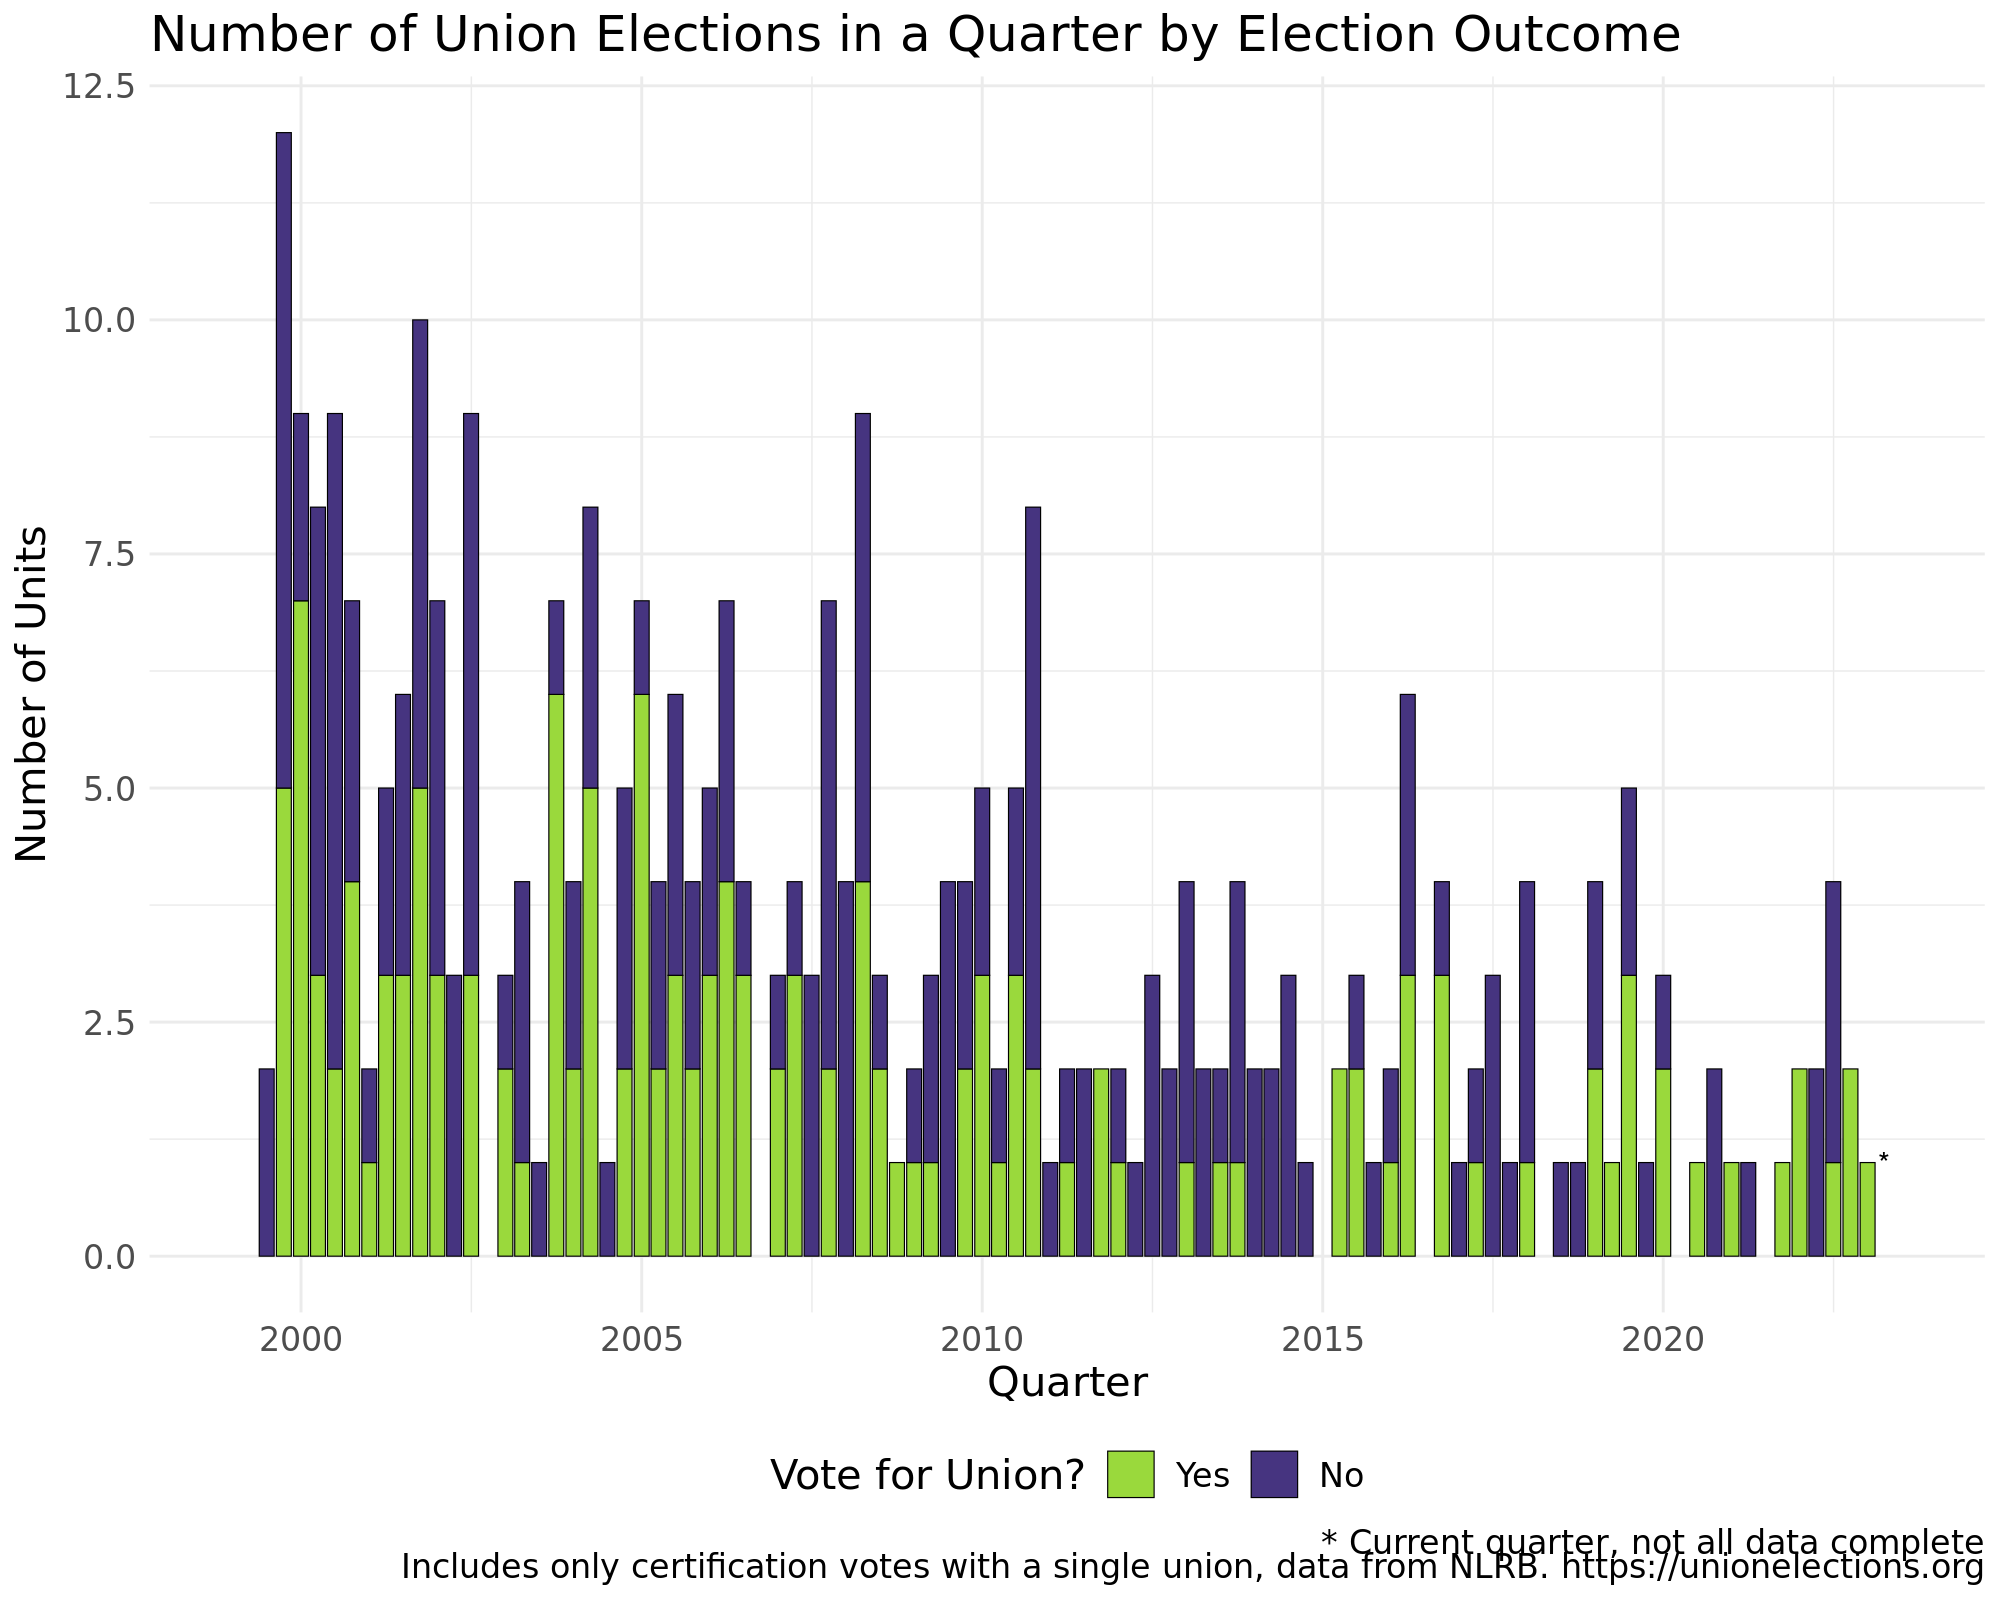 Number of Union Elections in a Quarter by Election Outcome
12.5
10.0
7.5
5.0
2.5
0.0
Number of Units
*
2000 2005 2010 2015 2020
Quarter
Vote for Union? Yes No
* Current quarter, not all data complete
Includes only certification votes with a single union, data from NLRB. https://unionelections.org